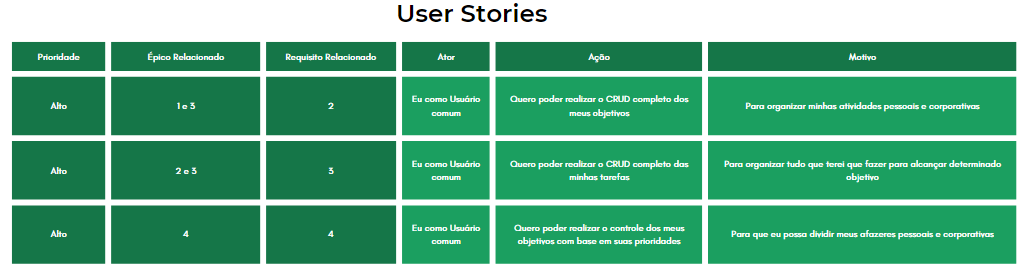 User Stories
Prioridade Épico Relacionado Requisito Relacionado Ator Ação Motivo
Alto
1 e 3
2
Eu como Usuário
comum
Quero poder realizar o CRUD completo dos
meus objetivos
Para organizar minhas atividades pessoais e corporativas
Alto
2 e 3
3
Eu como Usuário
comum
Quero poder realizar o CRUD completo das
minhas tarefas
Para organizar tudo que terei que fazer para alcançar determinado
objetivo
Alto
4
4
Eu como Usuário
comum
Quero poder realizar o controle dos meus
objetivos com base em suas prioridades
Para que eu possa dividir meus afazeres pessoais e corporativas